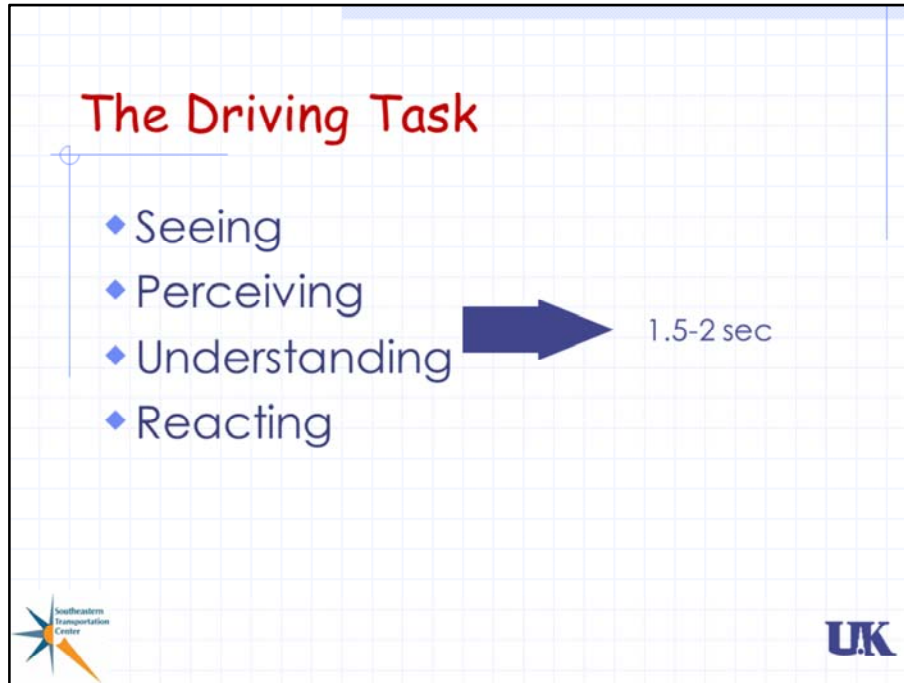 The Driving Task
Seeing
Perceiving
Understanding
Reacting
1.5-2 sec
Southeastern
Transportation
Center
UK